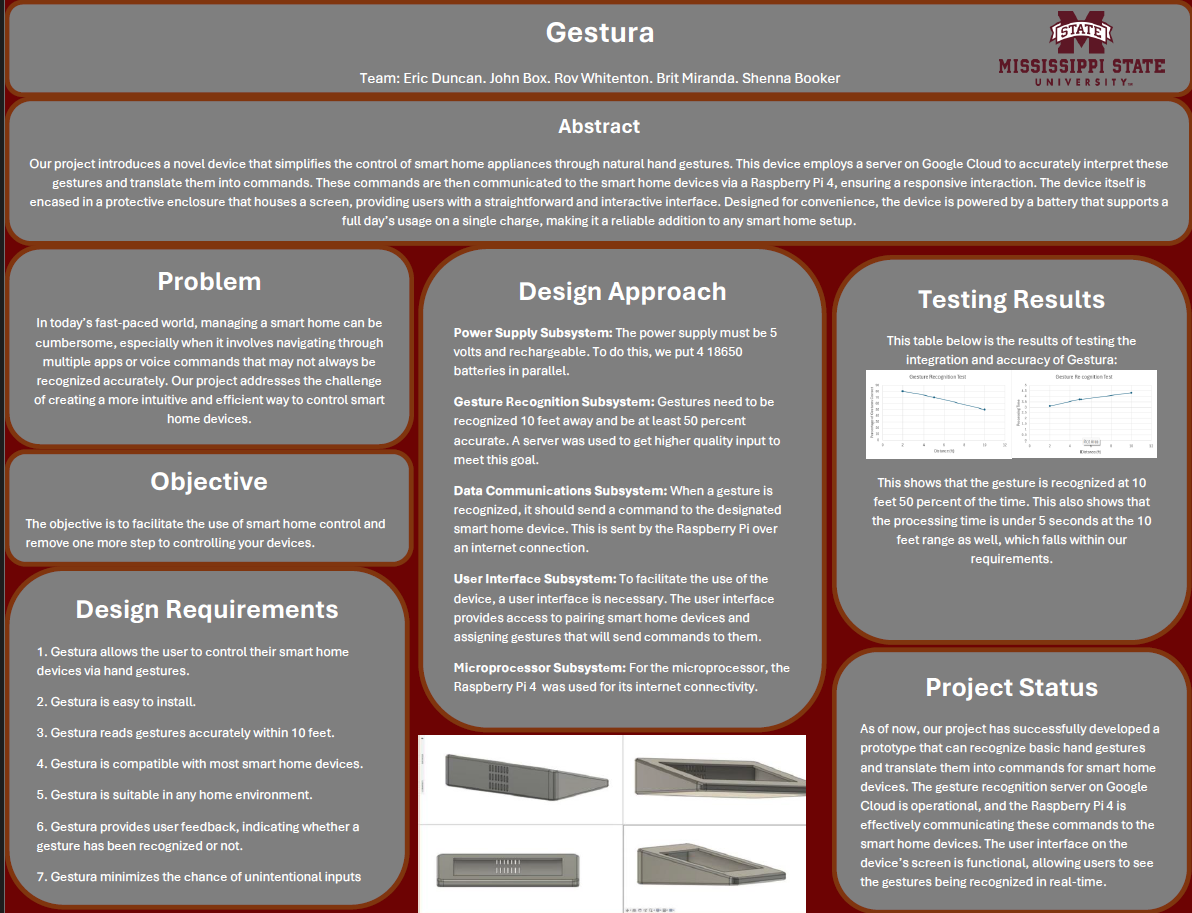 Gestura
Team: Eric Duncan. John Box. Rov Whitenton. Brit Miranda. Shenna Booker
STATE
MISSISSIPPI STATE
UNIVERSITY™
Abstract
Our project introduces a novel device that simplifies the control of smart home appliances through natural hand gestures. This device employs a server on Google Cloud to accurately interpret these
gestures and translate them into commands. These commands are then communicated to the smart home devices via a Raspberry Pi 4, ensuring a responsive interaction. The device itself is
encased in a protective enclosure that houses a screen, providing users with a straightforward and interactive interface. Designed for convenience, the device is powered by a battery that supports a
full day's usage on a single charge, making it a reliable addition to any smart home setup.
Problem
In today's fast-paced world, managing a smart home can be
cumbersome, especially when it involves navigating through
multiple apps or voice commands that may not always be
recognized accurately. Our project addresses the challenge
of creating a more intuitive and efficient way to control smart
home devices.
Objective
The objective is to facilitate the use of smart home control and
remove one more step to controlling your devices.
Design Requirements
1. Gestura allows the user to control their smart home
devices via hand gestures.
2. Gestura is easy to install.
3. Gestura reads gestures accurately within 10 feet.
4. Gestura is compatible with most smart home devices.
5. Gestura is suitable in any home environment.
6. Gestura provides user feedback, indicating whether a
gesture has been recognized or not.
7. Gestura minimizes the chance of unintentional inputs
Design Approach
Power Supply Subsystem: The power supply must be 5
volts and rechargeable. To do this, we put 4 18650
batteries in parallel.
Gesture Recognition Subsystem: Gestures need to be
recognized 10 feet away and be at least 50 percent
accurate. A server was used to get higher quality input to
meet this goal.
Data Communications Subsystem: When a gesture is
recognized, it should send a command to the designated
smart home device. This is sent by the Raspberry Pi over
an internet connection.
User Interface Subsystem: To facilitate the use of the
device, a user interface is necessary. The user interface
provides access to pairing smart home devices and
assigning gestures that will send commands to them.
Microprocessor Subsystem: For the microprocessor, the
Raspberry Pi 4 was used for its internet connectivity.
Testing Results
This table below is the results of testing the
integration and accuracy of Gestura:
Gesture Recognition Test
Gesture Recognition Test
This shows that the gesture is recognized at 10
feet 50 percent of the time. This also shows that
the processing time is under 5 seconds at the 10
feet range as well, which falls within our
requirements.
Project Status
As of now, our project has successfully developed a
prototype that can recognize basic hand gestures
and translate them into commands for smart home
devices. The gesture recognition server on Google
Cloud is operational, and the Raspberry Pi 4 is
effectively communicating these commands to the
smart home devices. The user interface on the
device's screen is functional, allowing users to see
the gestures being recognized in real-time.